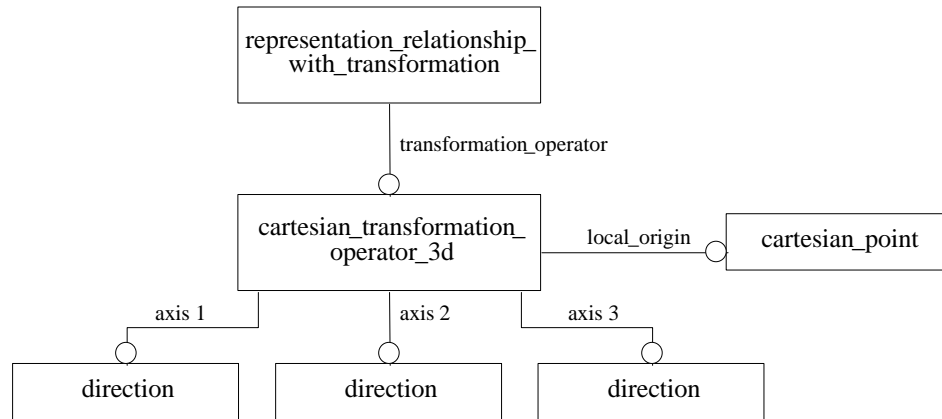 representation_relationship_
with_transformation
transformation_operator
cartesian_transformation_
operator_3d
local_origin
cartesian_point
axis 1
axis 2
axis 3
direction
direction
direction